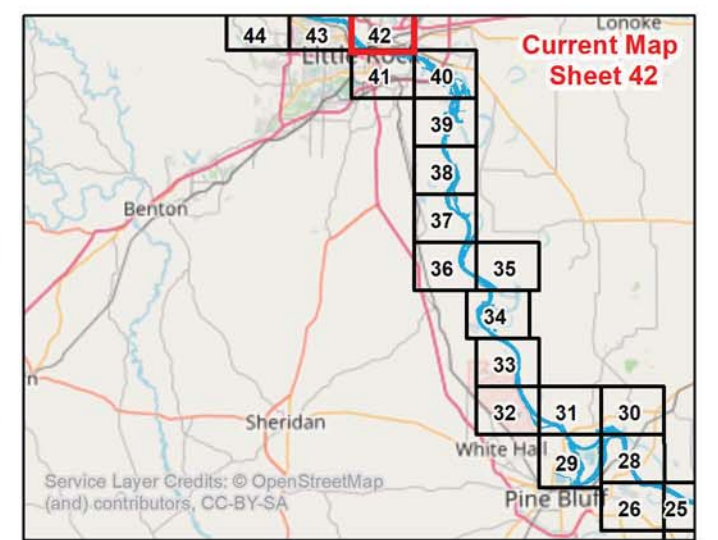 Lonoke
44 43 42
Current Map
Sheet 42
Little Rock
41 40
39
38
Benton
37
36 35
34
33
n
32 31 30
Sheridan
White Hall
29 28
Service Layer Credits: © OpenStreetMap
(and) contributors, CC-BY-SA
Pine Bluff
26 25